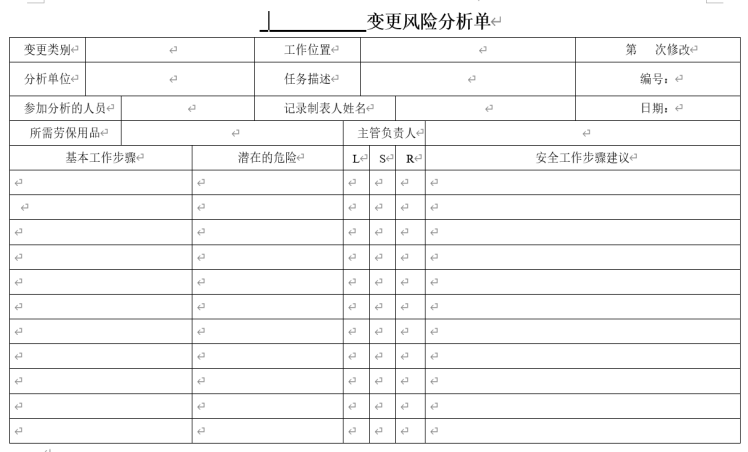 变更风险分析单
变更类别 工作位置 第 次修改
分析单位 任务描述 编号：
参加分析的人员 记录制表人姓名 日期：
所需劳保用品 主管负责人
基本工作步骤 潜在的危险 L S R 安全工作步骤建议